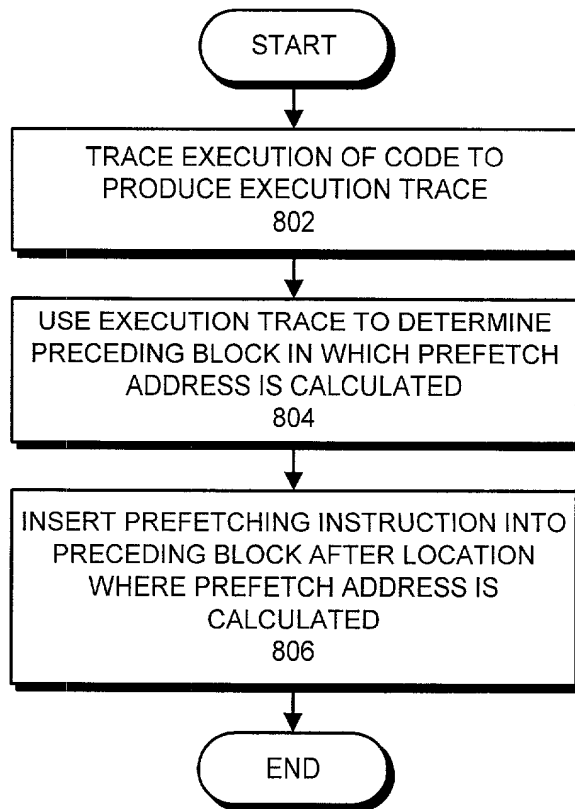 START
TRACE EXECUTION OF CODE TO
PRODUCE EXECUTION TRACE
802
USE EXECUTION TRACE TO DETERMINE
PRECEDING BLOCK IN WHICH PREFETCH
ADDRESS IS CALCULATED
804
INSERT PREFETCHING INSTRUCTION INTO
PRECEDING BLOCK AFTER LOCATION
WHERE PREFETCH ADDRESS IS
CALCULATED
806
END